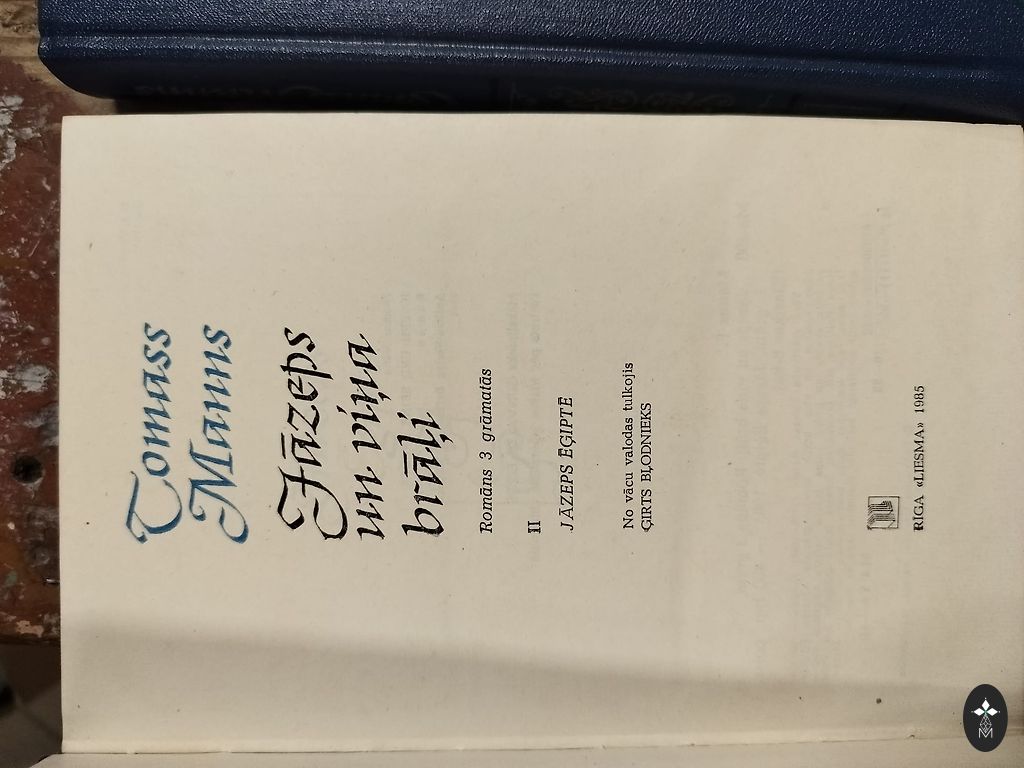 Tomass
Manns
Jāzeps
un viņa
brāļi
Romāns 3 grāmatās
II
JĀZEPS ĒĢIPTĒ
No vācu valodas tulkojis
ĢIRTS BĻODNIEKS
RĪGA «LIESMA» 1985
M